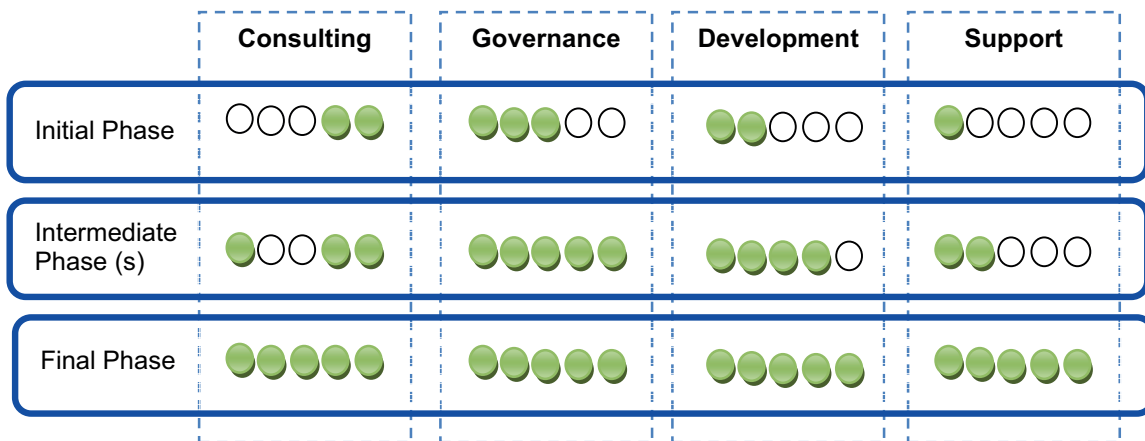 Consulting
Governance
Development
Support
Initial Phase
Intermediate
Phase (s)
Final Phase